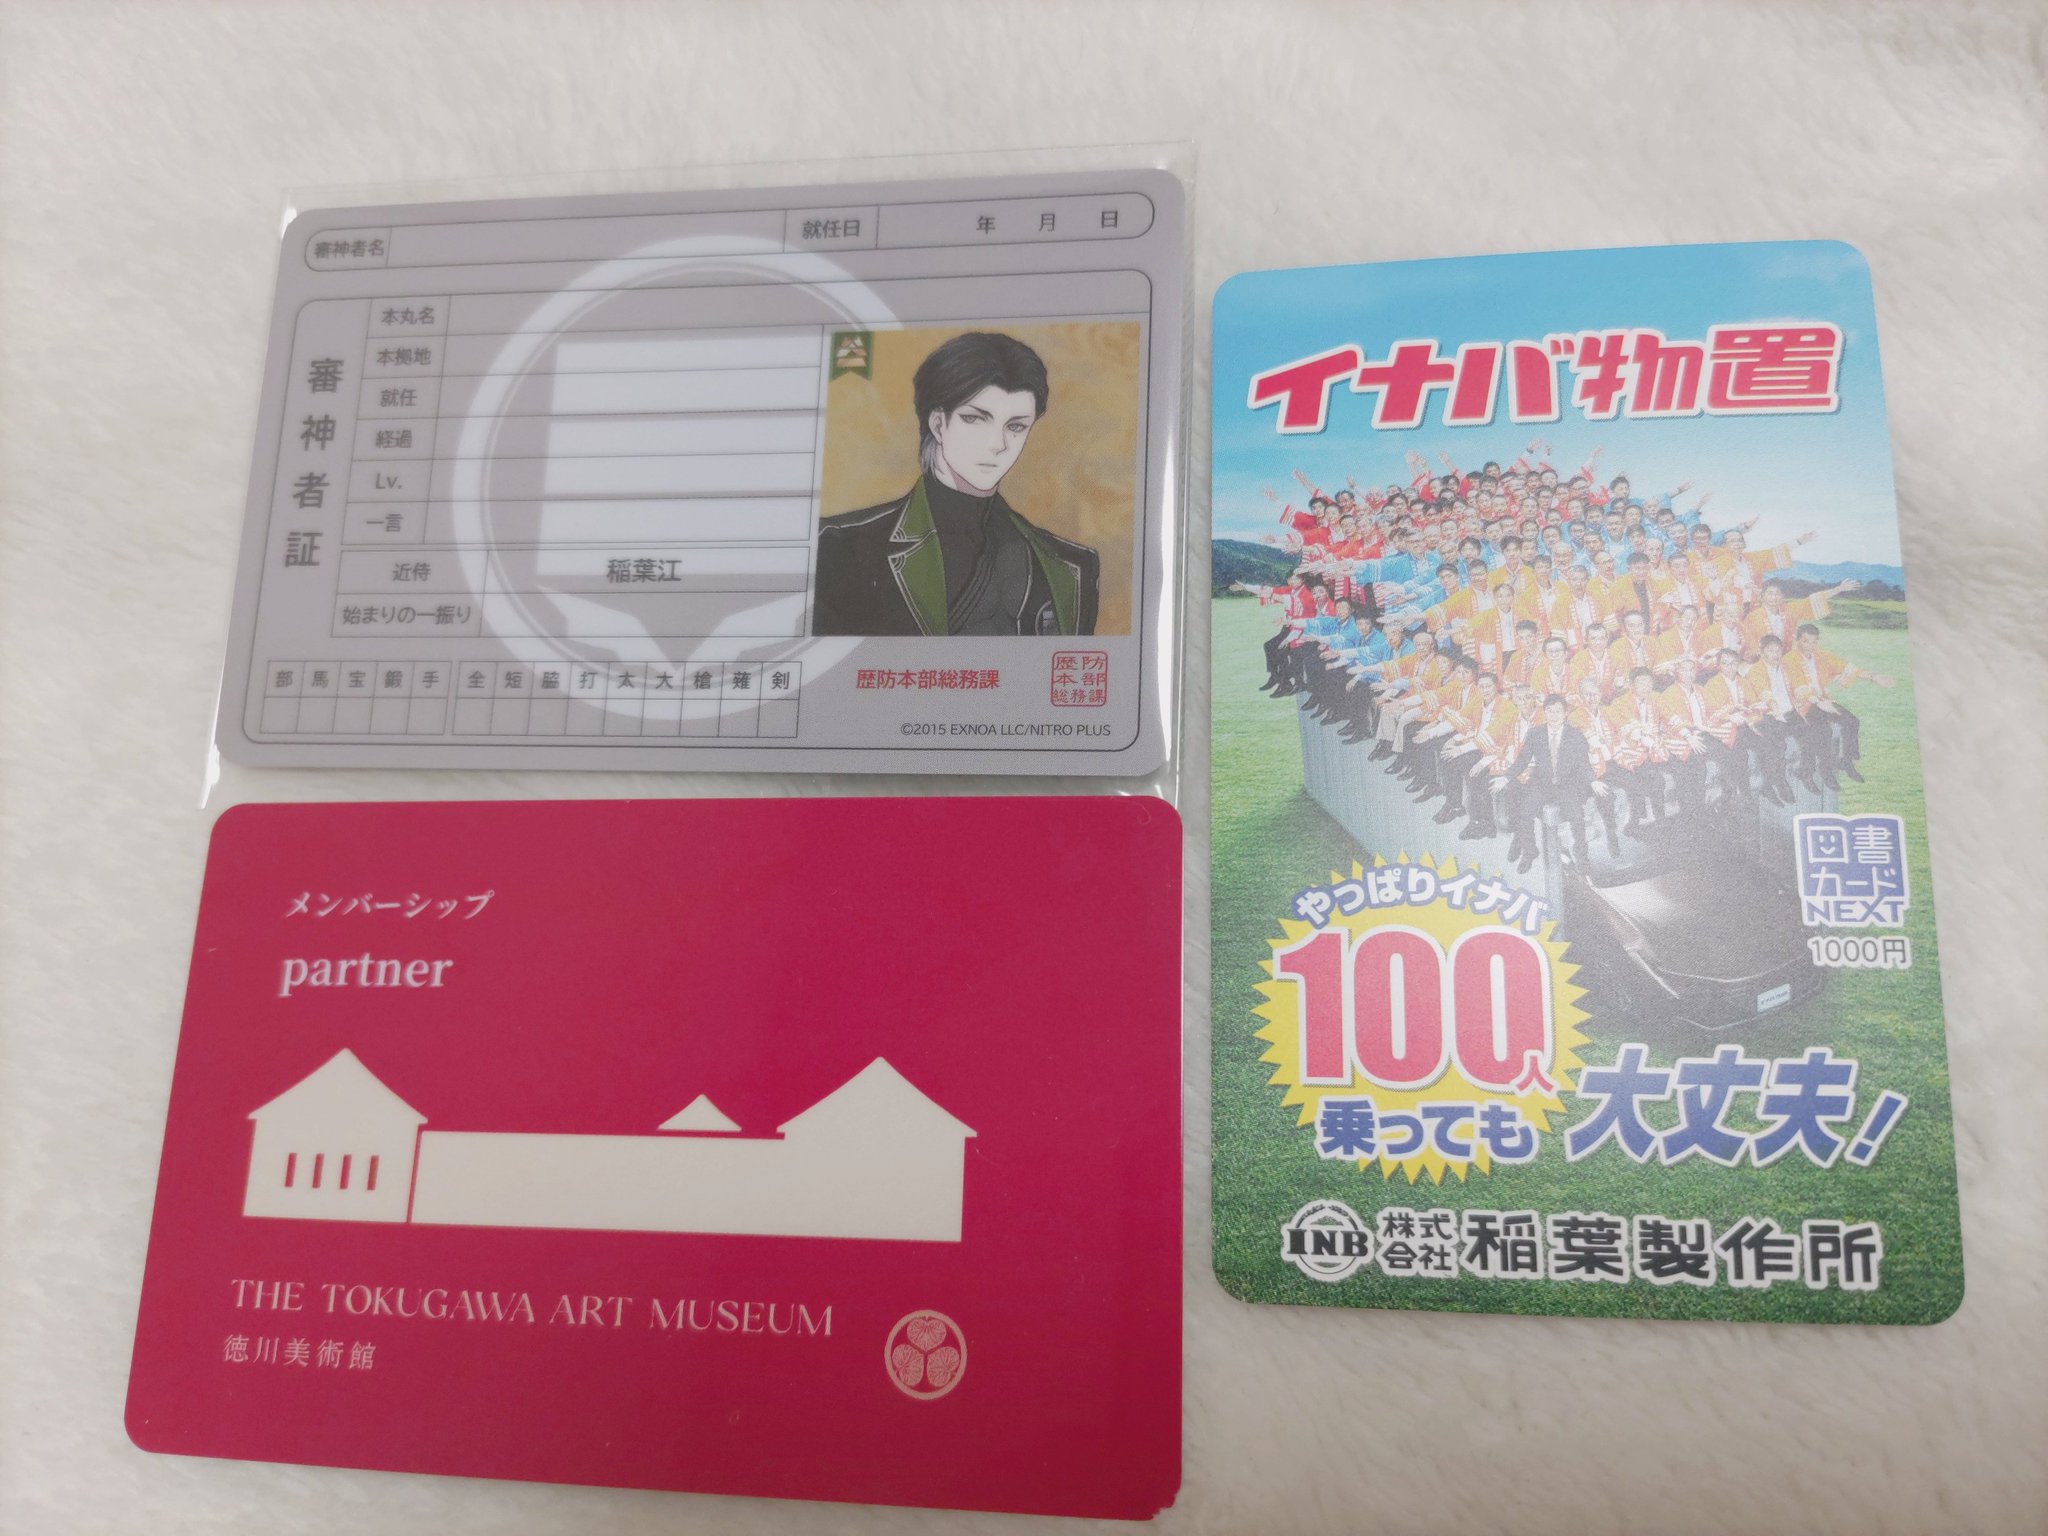 審神者名 就任日 年 月 日
審神者証
本丸名
本拠地
就任
経過
Lv.
一言
近侍 稲葉江
始まりの一振り
部 馬 宝 鍛 手 全 短 脇 打 太 大 槍 薙 剣
歴防本部総務課
歴防
本部
総務課
©2015 EXNOA LLC/NITRO PLUS
メンバーシップ
partner
THE TOKUGAWA ART MUSEUM
徳川美術館
イナバ物置
図書
カード
NEXT
1000円
やっぱりイナバ
100人
乗っても
大丈夫!
INB 株式会社 稲葉製作所